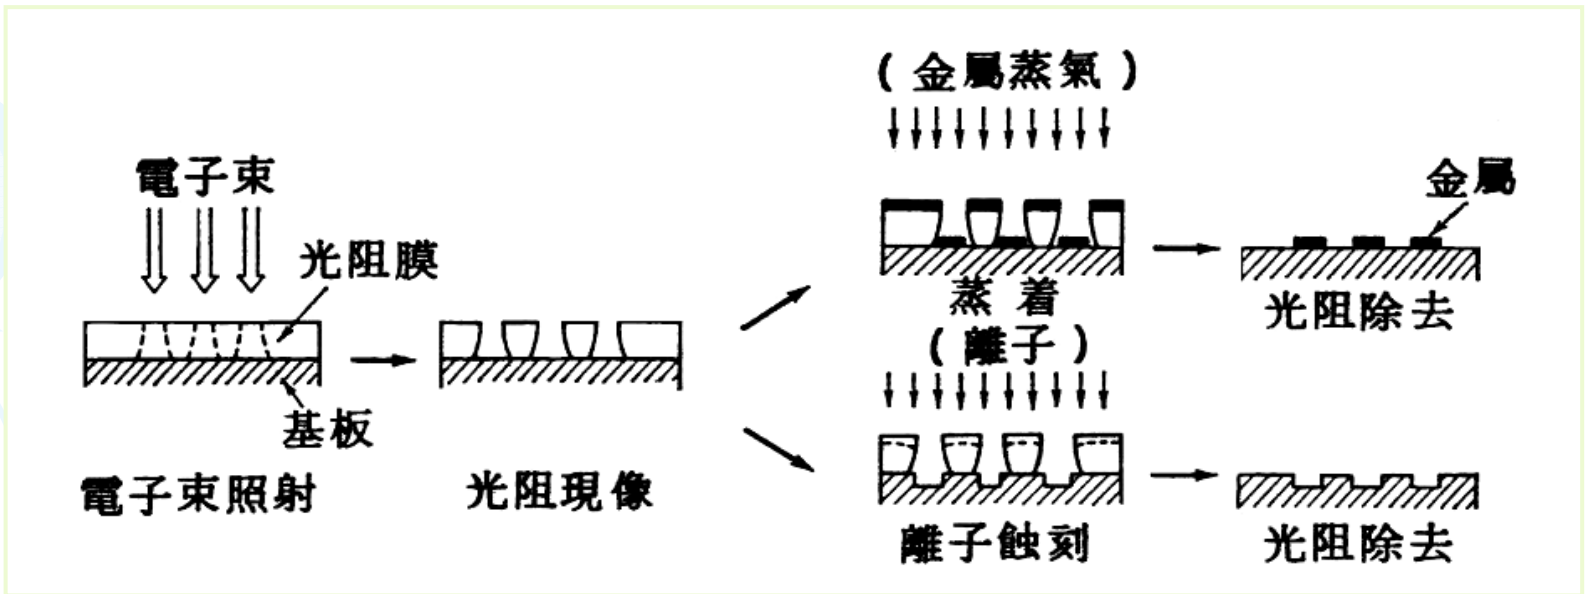 電子束
光阻膜
基板
電子束照射
光阻現像
(金屬蒸氣)
蒸着
(離子)
離子蝕刻
金屬
光阻除去
光阻除去